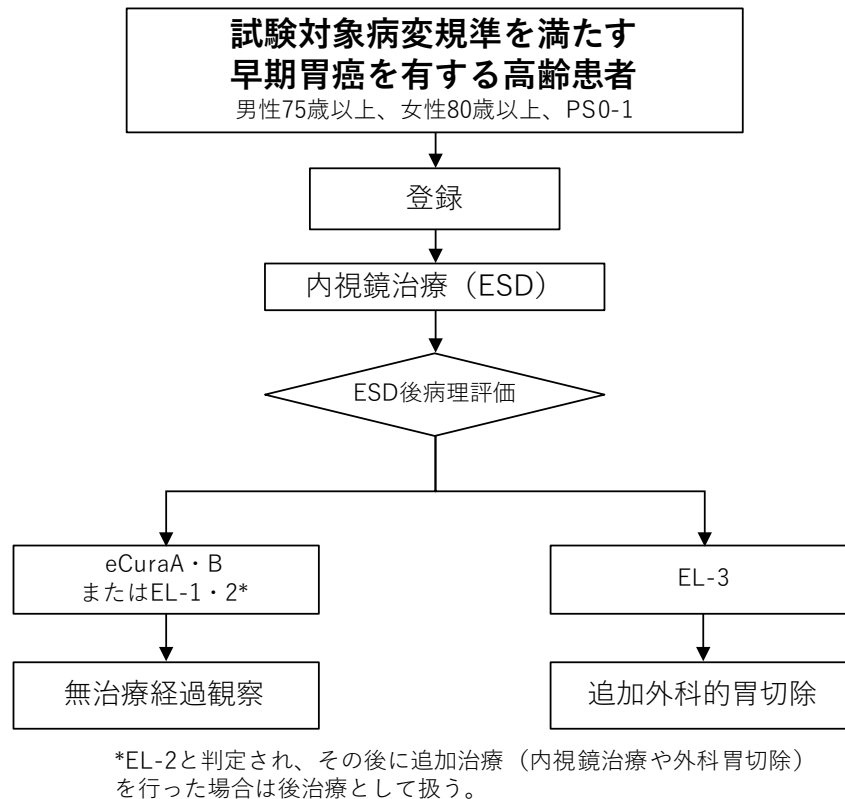 試験対象病変規準を満たす
早期胃癌を有する高齢患者
男性75歳以上、女性80歳以上、PS0-1
登録
内視鏡治療（ESD）
ESD後病理評価
eCuraA・B
またはEL-1・2*
EL-3
無治療経過観察
追加外科的胃切除
*EL-2と判定され、その後に追加治療（内視鏡治療や外科胃切除）
を行った場合は後治療として扱う。